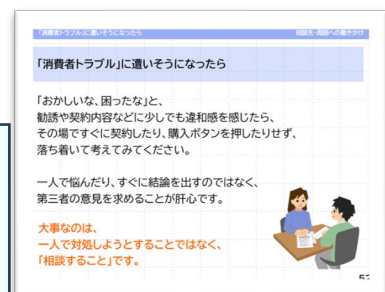 「消費者トラブル」に遭いそうになったら
相談先・周囲への働きかけ
「消費者トラブル」に遭いそうになったら
「おかしいな、困ったな」と、
勧誘や契約内容などに少しでも違和感を感じたら、
その場ですぐに契約したり、購入ボタンを押したりせず、
落ち着いて考えてみてください。
一人で悩んだり、すぐに結論を出すのではなく、
第三者の意見を求めることが肝心です。
大事なのは、
一人で対処しようとすることではなく、
「相談すること」です。